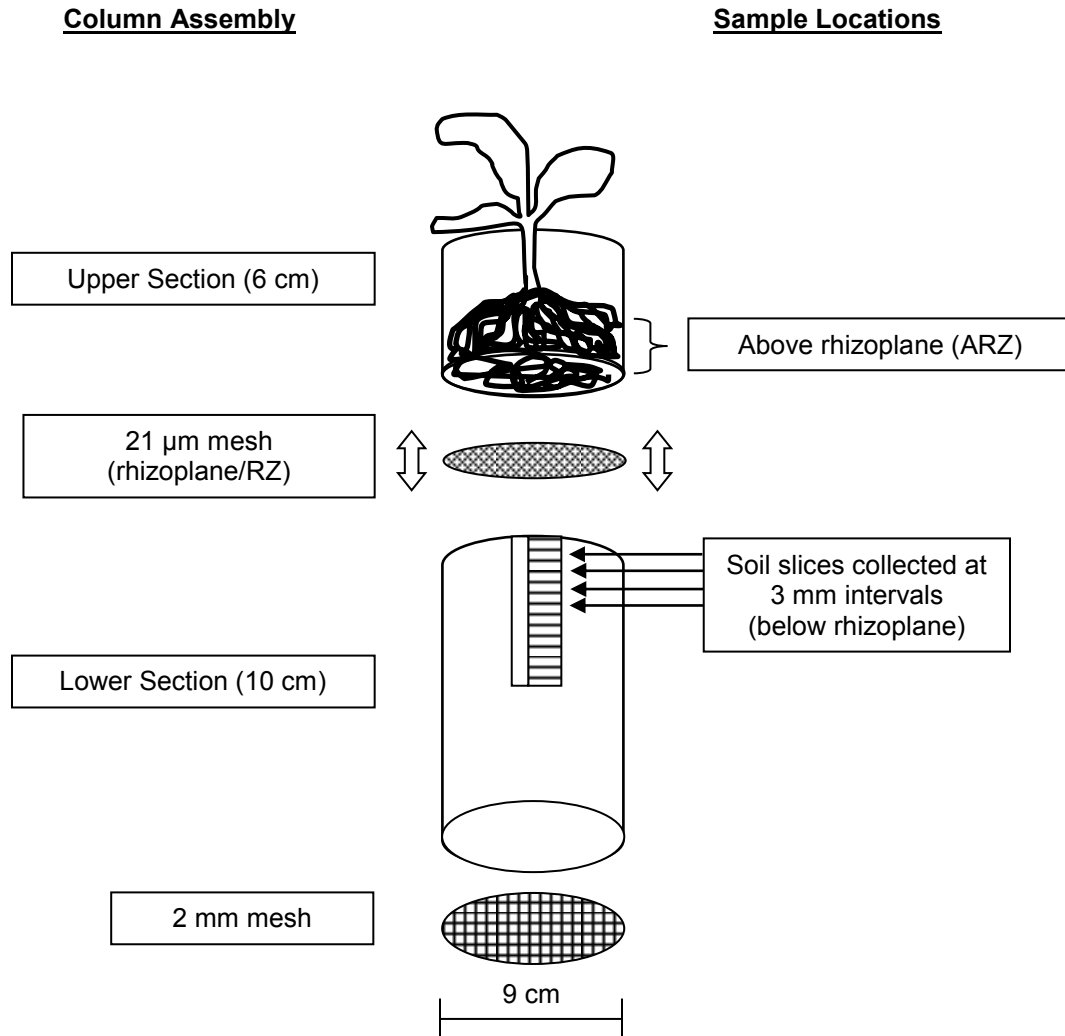 Column Assembly
Sample Locations
Upper Section (6 cm)
Above rhizoplane (ARZ)
21 µm mesh
(rhizoplane/RZ)
Soil slices collected at
3 mm intervals
(below rhizoplane)
Lower Section (10 cm)
2 mm mesh
9 cm